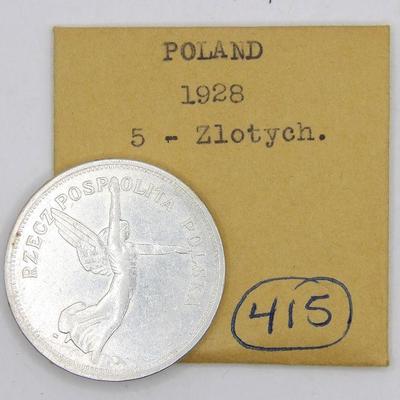 POLAND
1928
5 - Zlotych.
RZECZPOSPOLITA POLSKA
415